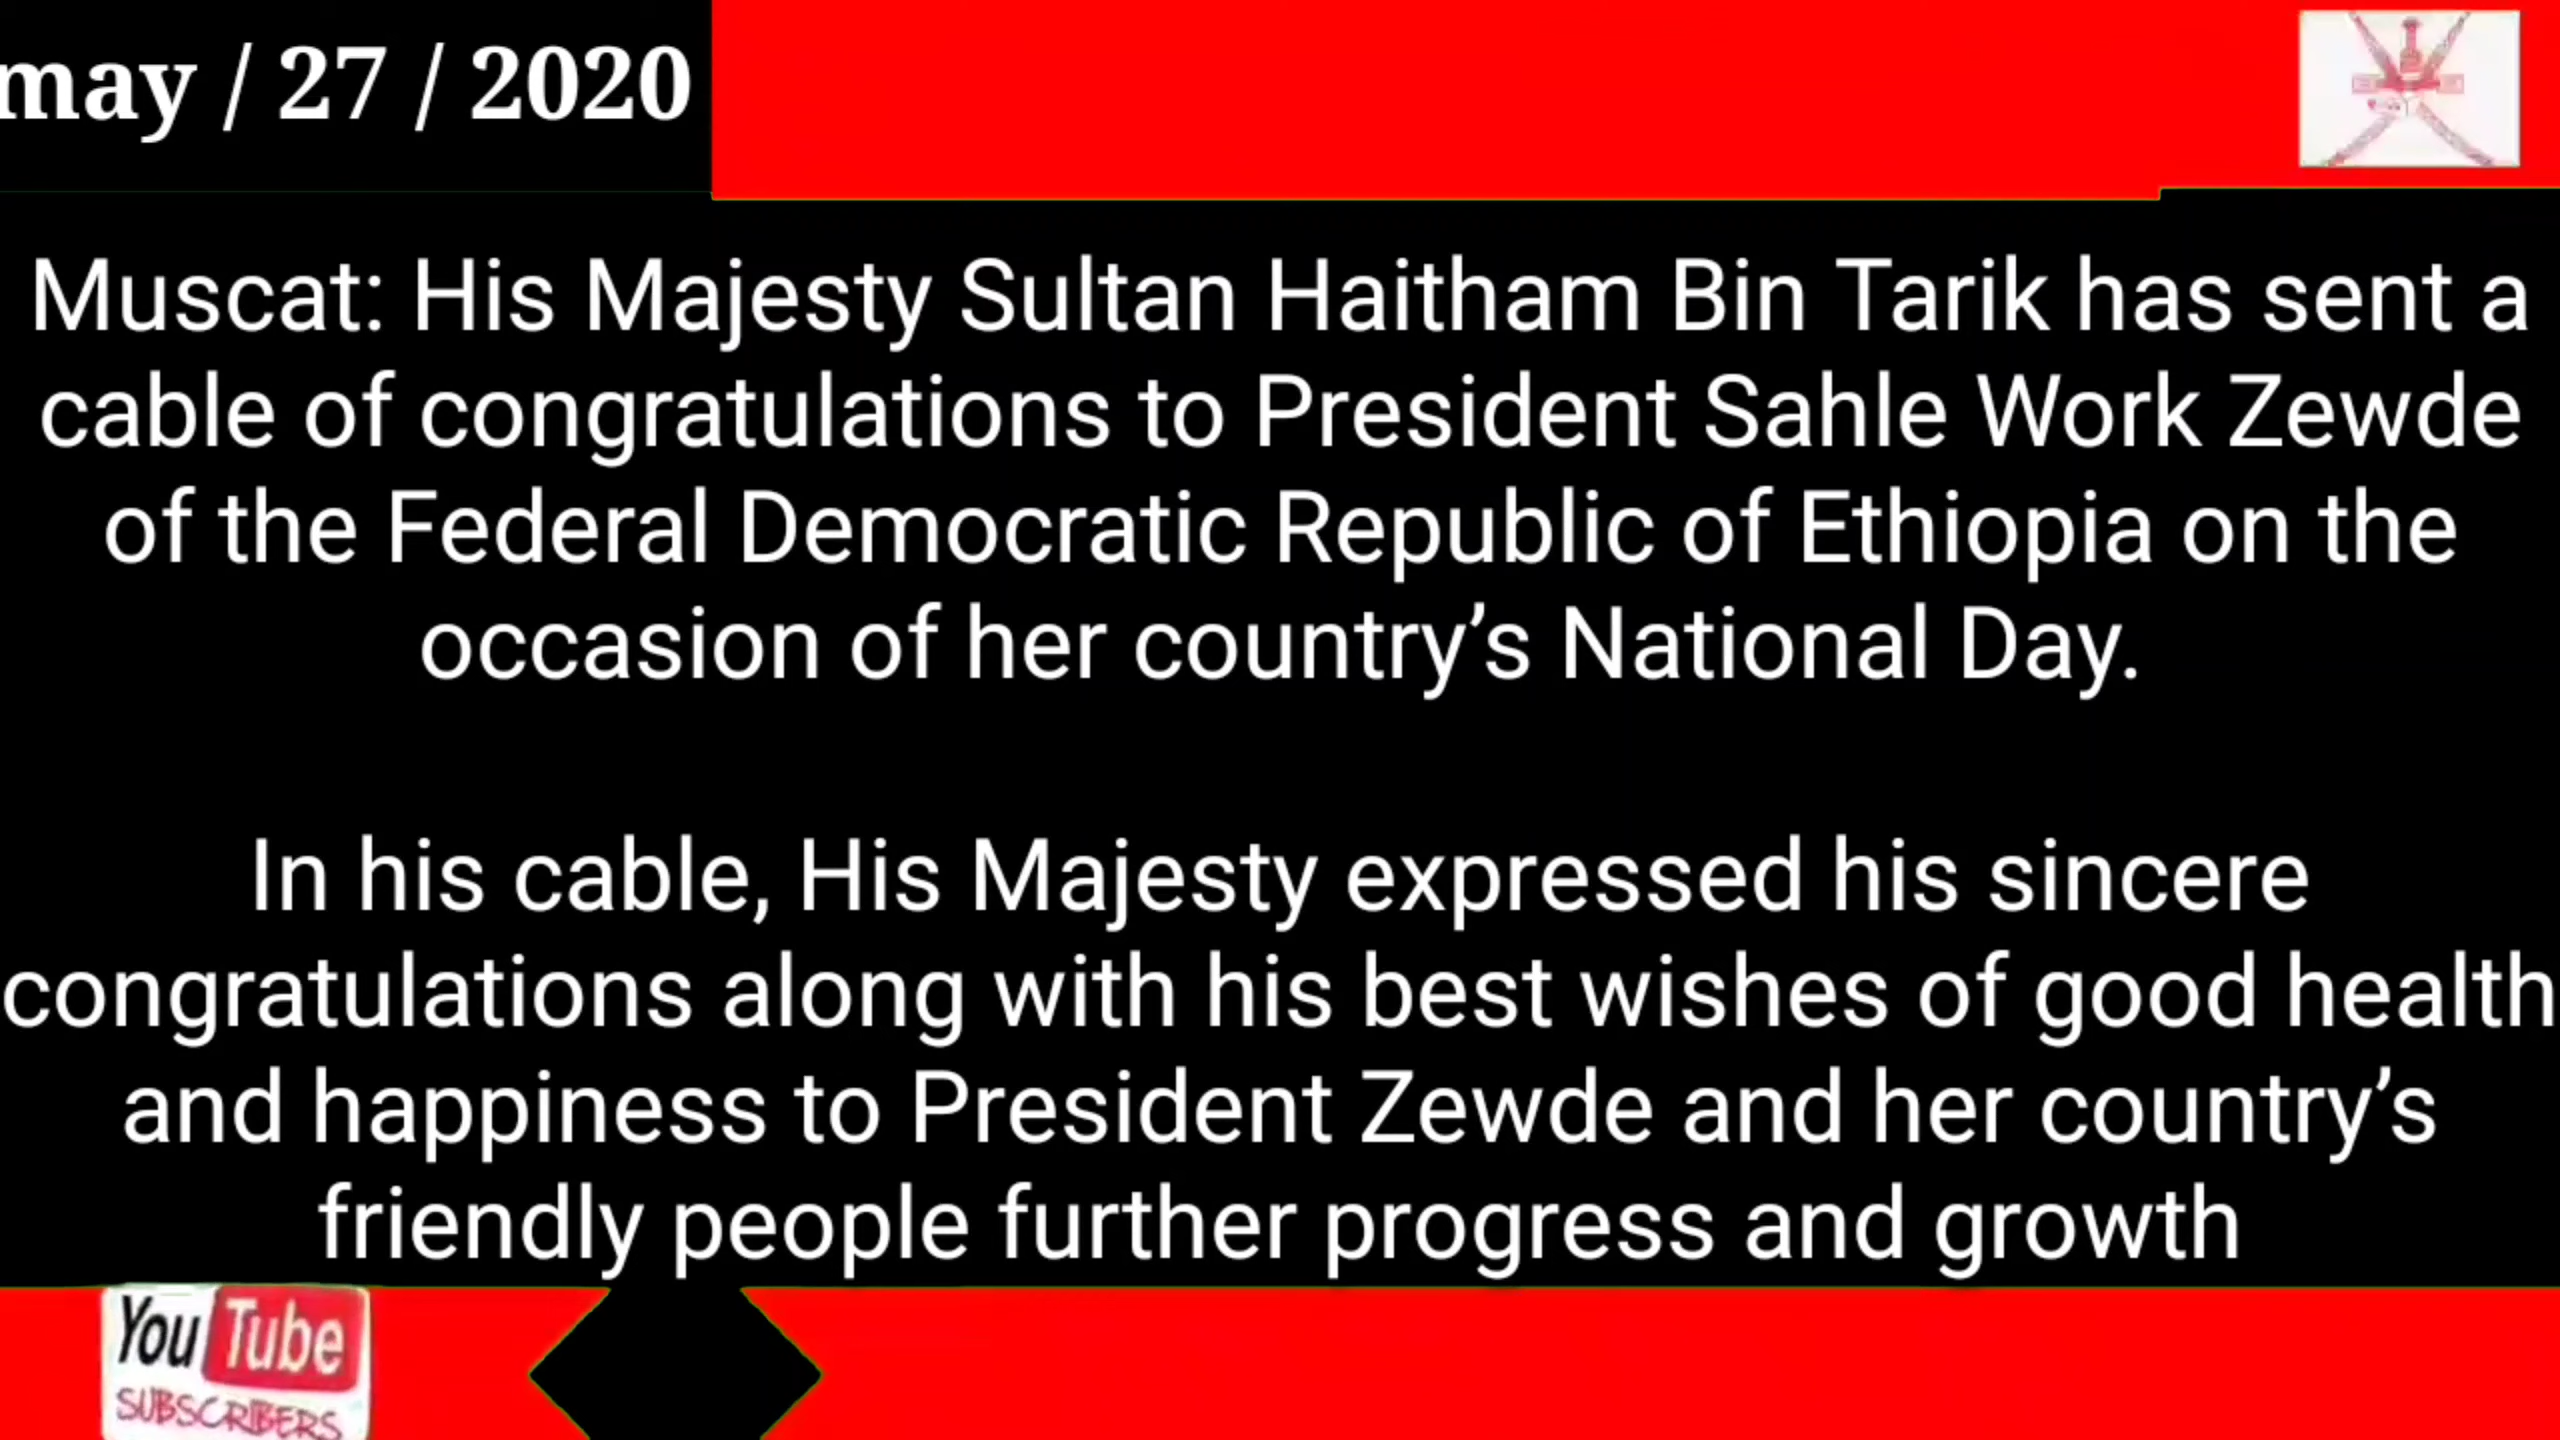 may / 27 / 2020
Muscat: His Majesty Sultan Haitham Bin Tarik has sent a
cable of congratulations to President Sahle Work Zewde
of the Federal Democratic Republic of Ethiopia on the
occasion of her country’s National Day.
In his cable, His Majesty expressed his sincere
congratulations along with his best wishes of good health
and happiness to President Zewde and her country’s
friendly people further progress and growth
YouTube
SUBSCRIBERS